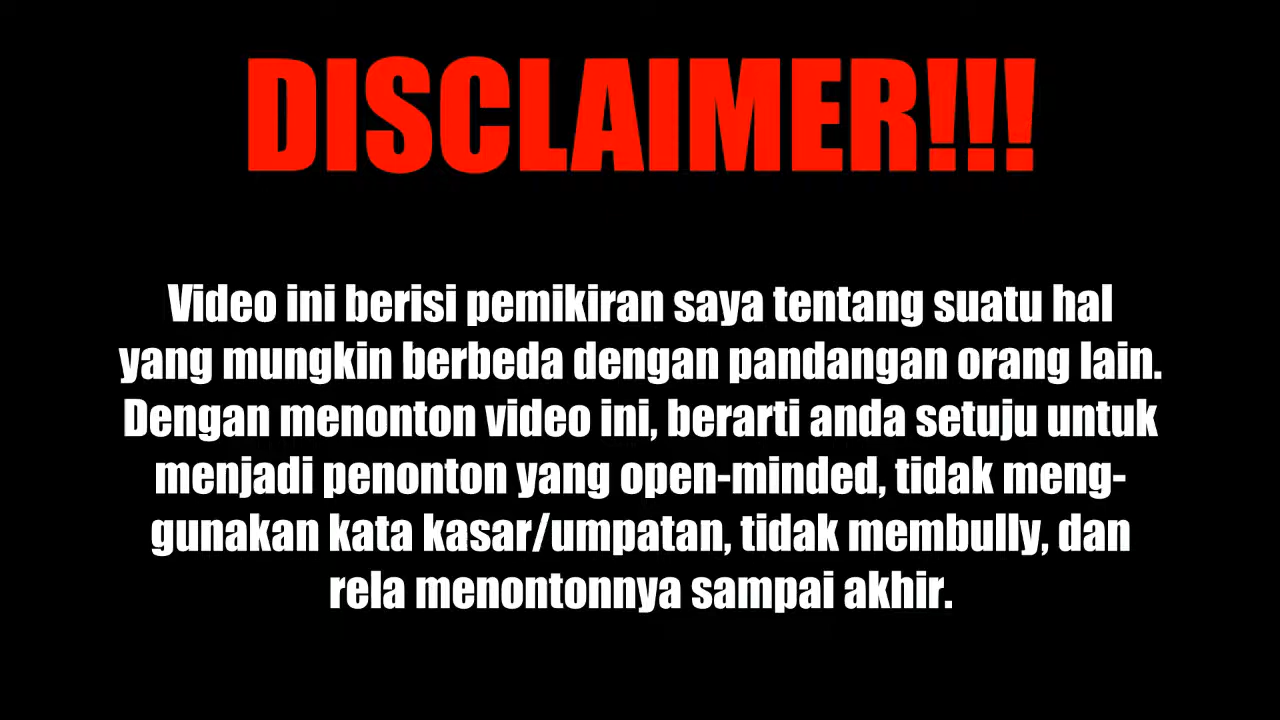 DISCLAIMER!!!
Video ini berisi pemikiran saya tentang suatu hal
yang mungkin berbeda dengan pandangan orang lain.
Dengan menonton video ini, berarti anda setuju untuk
menjadi penonton yang open-minded, tidak meng-
gunakan kata kasar/umpatan, tidak membully, dan
rela menontonnya sampai akhir.